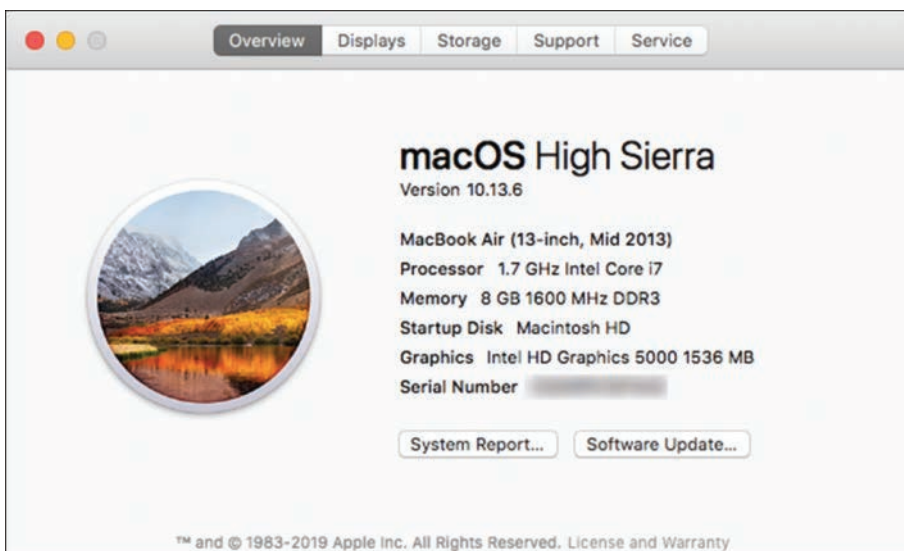 Overview Displays Storage Support Service
macOS High Sierra
Version 10.13.6
MacBook Air (13-inch, Mid 2013)
Processor 1.7 GHz Intel Core i7
Memory 8 GB 1600 MHz DDR3
Startup Disk Macintosh HD
Graphics Intel HD Graphics 5000 1536 MB
Serial Number
System Report... Software Update...
™ and © 1983-2019 Apple Inc. All Rights Reserved. License and Warranty